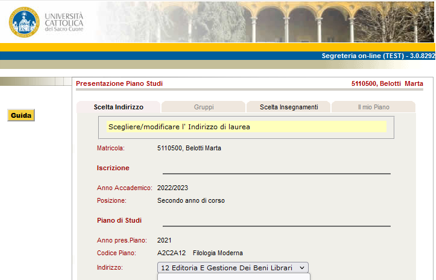 UNIVERSITÀ
CATTOLICA
del Sacro Cuore
Segreteria on-line (TEST) - 3.0.8292
Presentazione Piano Studi 5110500, Belotti Marta
Scelta Indirizzo Gruppi Scelta Insegnamenti Il mio Piano
Guida
Scegliere/modificare l' Indirizzo di laurea
Matricola: 5110500, Belotti Marta
Iscrizione
Anno Accademico: 2022/2023
Posizione: Secondo anno di corso
Piano di Studi
Anno pres.Piano: 2021
Codice Piano: A2C2A12 Filologia Moderna
Indirizzo: 12 Editoria E Gestione Dei Beni Librari